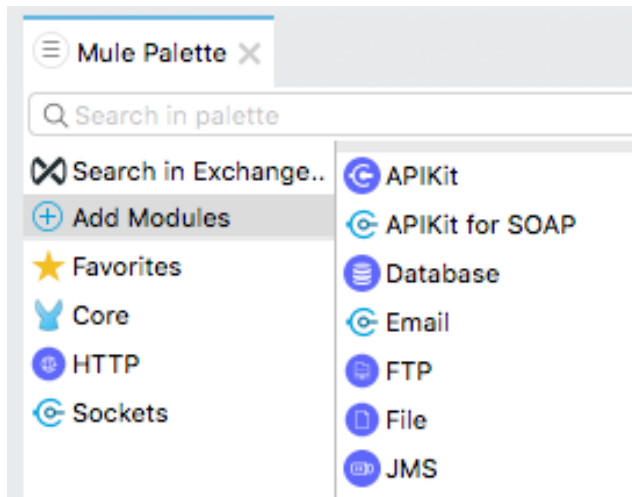 Mule Palette
Search in palette
Search in Exchange..
Add Modules
Favorites
Core
HTTP
Sockets
APIKit
APIKit for SOAP
Database
Email
FTP
File
JMS